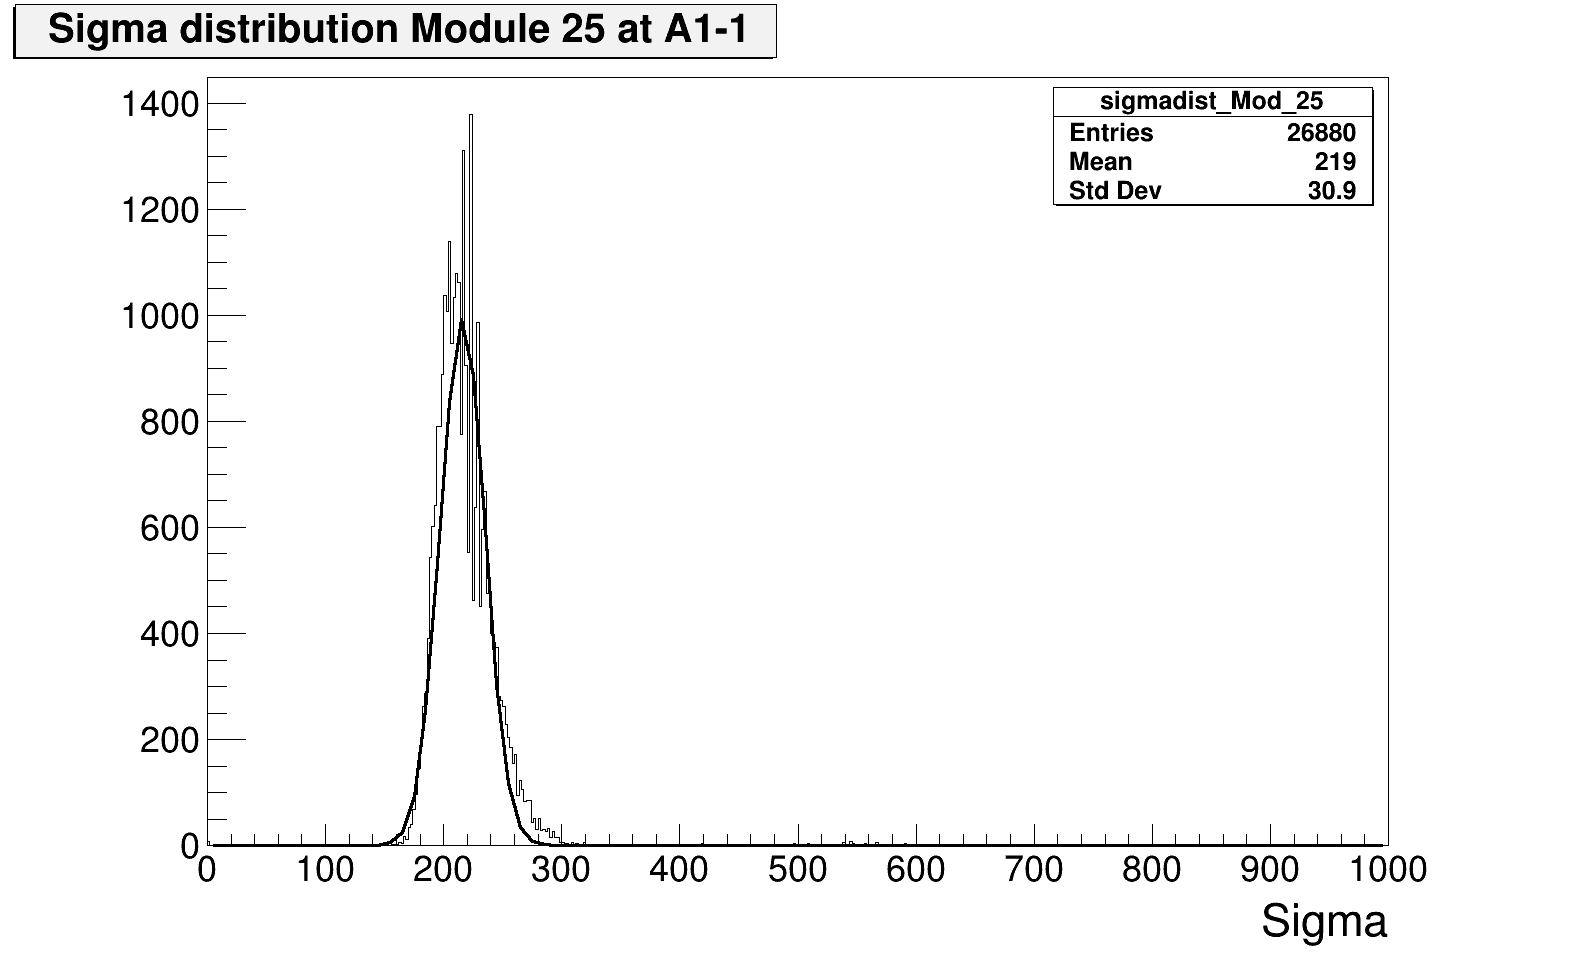 Sigma distribution Module 25 at A1-1
sigmadist_Mod_25
Entries 26880
Mean 219
Std Dev 30.9
1400
1200
1000
800
600
400
200
0
0 100 200 300 400 500 600 700 800 900 1000
Sigma